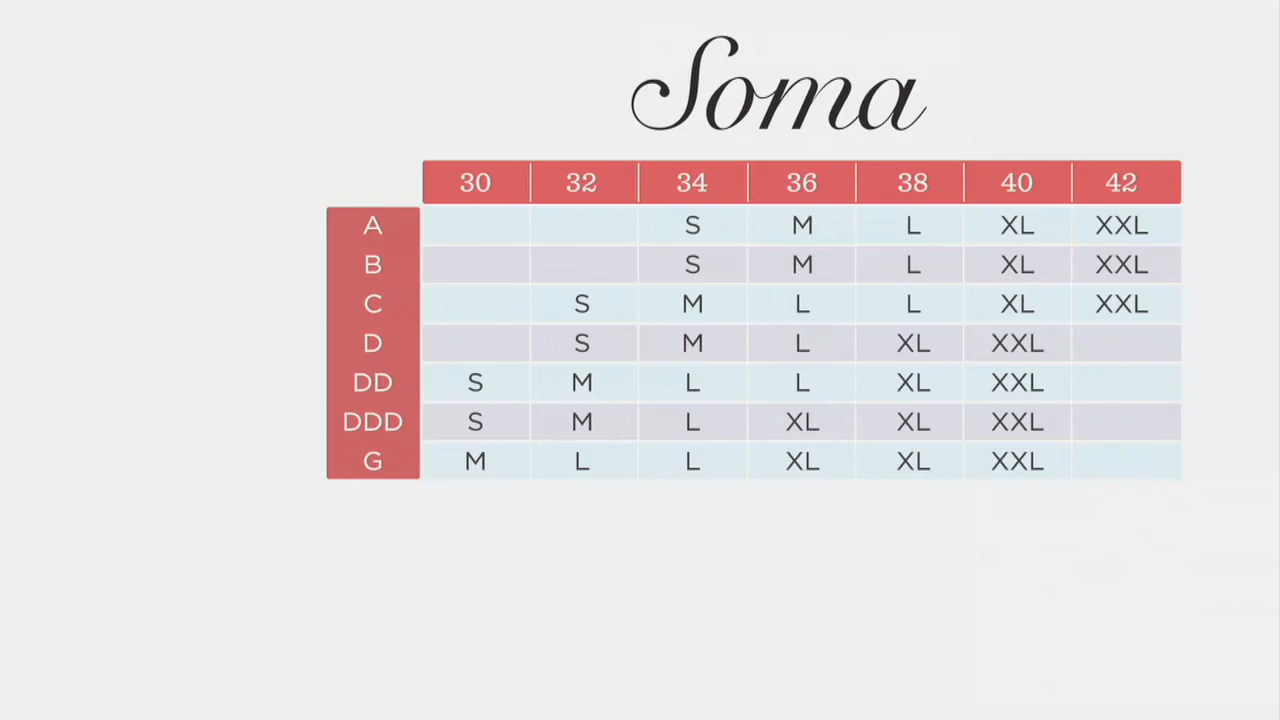 Soma
30 32 34 36 38 40 42
A S M L XL XXL
B S M L XL XXL
C S M L L XL XXL
D S M L XL XXL
DD S M L L XL XXL
DDD S M L XL XL XXL
G M L L XL XL XXL